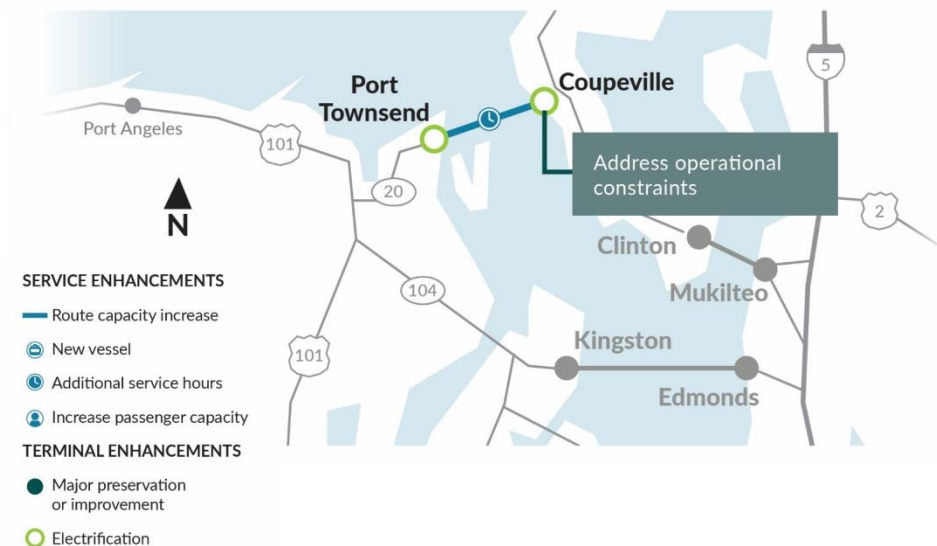 Port
Townsend
Coupeville
5
Port Angeles
101
Address operational
constraints
20
2
N
Clinton
Mukilteo
SERVICE ENHANCEMENTS
Route capacity increase
104
New vessel
Kingston
101
Additional service hours
Edmonds
Increase passenger capacity
TERMINAL ENHANCEMENTS
Major preservation
or improvement
Electrification